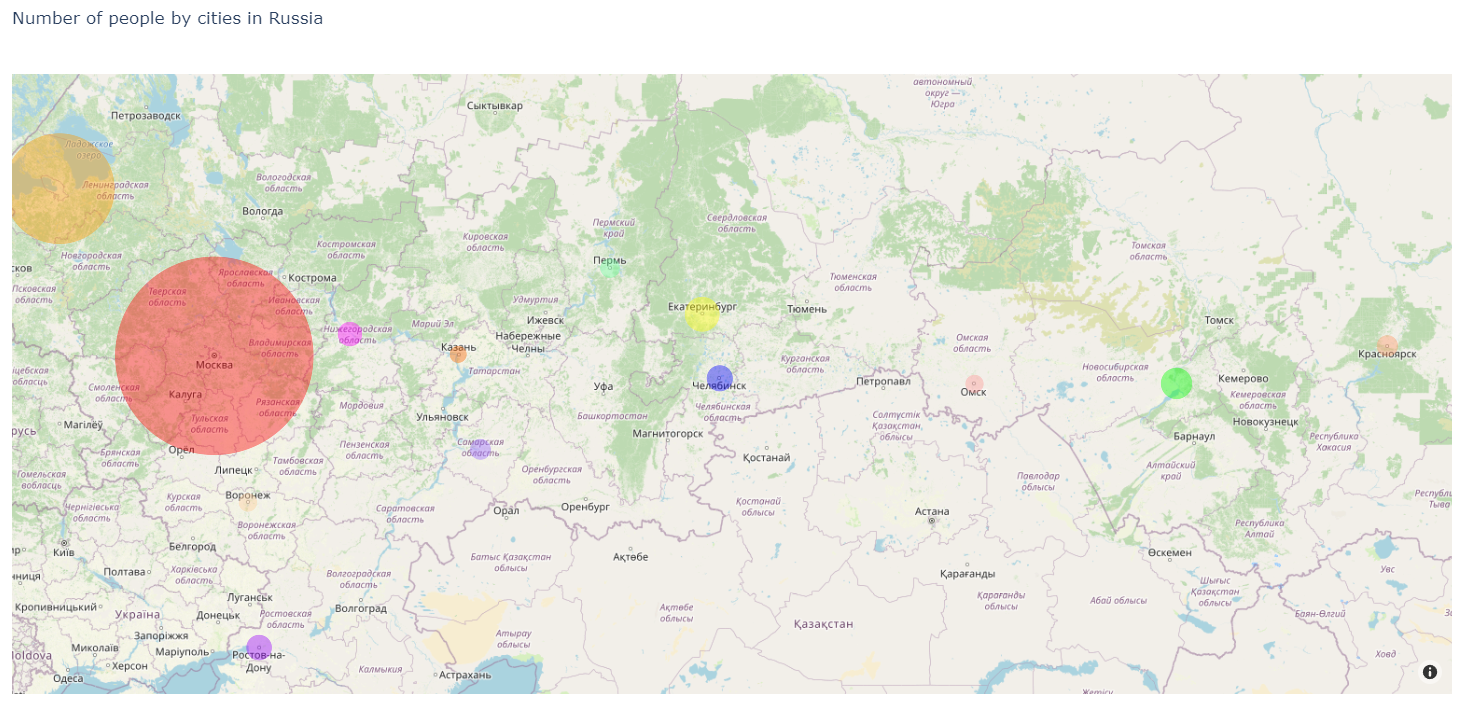 Number of people by cities in Russia
автономный
округ —
Югра
Сыктывкар
Петрозаводск
Ладожское
озеро
Ленинградская
область
Вологодская
область
Вологда
Новгородская
область
Костромская
область
Кировская
область
Пермский
край
Свердловская
область
Томская
область
Тюменская
область
сков
Псковская
область
Кострома
Ярославская
область
Тверская
область
Ивановская
область
Пермь
Удмуртия
Екатеринбург
Тюмень
Томск
Нижегородская
область
Марий Эл
Ижевск
Набережные
Челны
Казань
Татарстан
Владимирская
область
Москва
Калуга
Смоленская
область
Рязанская
область
Тульская
область
Курганская
область
Омская
область
Красноярск
Новосибирская
область
Кемерово
Кемеровская
область
Новокузнецк
Петропавл
Омск
Челябинск
Челябинская
область
Уфа
Башкортостан
Магнитогорск
Мордовия
Ульяновск
Самарская
область
Пензенская
область
Магілёў
русь
Брянская
область
Орел
Липецк
Тамбовская
область
Оренбургская
область
Солтүстік
Қазақстан
облысы
Қостанай
Барнаул
Республика
Хакасия
Алтайский
край
Павлодар
облысы
Гомельская
вобласць
Курская
область
Воронеж
Воронежская
область
Саратовская
область
Орал
Оренбург
Қостанай
облысы
Астана
Республика
Алтай
Чернігівська
область
Київ
Белгород
Харківська
область
Полтава
Батыс Қазақстан
облысы
Ақтөбе
Қарағанды
Өскемен
Шығыс
Қазақстан
облысы
Увс
Волгоградская
область
Волгоград
Луганськ
Кропивницький
Україна
Донецьк
Ростовская
область
Ақтөбе
облысы
Қарағанды
облысы
Абай облысы
Баян-Өлгий
Запоріжжя
Миколаїв
Маріуполь
Ростов-на-
Дону
Атырау
облысы
Қазақстан
Moldova
Херсон
Одеса
Калмыкия
Астрахань
Ховд
Жетісу